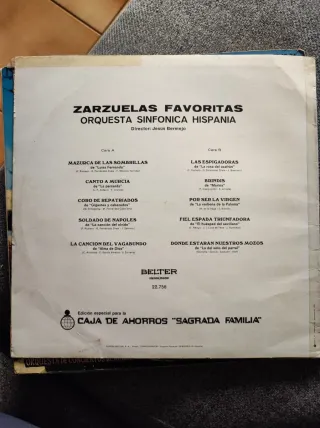 ZARZUELAS FAVORITAS
ORQUESTA SINFONICA HISPANIA
Director: Jesús Bermejo
Cara A
MAZURCA DE LAS SOMBRILLAS
de "Luisa Fernanda"
CANTO A MURCIA
de "La parranda"
CORO DE REPATRIADOS
de "Gigantes y cabezudos"
SOLDADO DE NAPOLES
de "La canción del olvido"
LA CANCION DEL VAGABUNDO
de "Alma de Dios"
Cara B
LAS ESPIGADORAS
de "La rosa del azafrán"
BRINDIS
de "Marina"
POR SER LA VIRGEN
de "La verbena de la Paloma"
FIEL ESPADA TRIUNFADORA
de "El huésped del sevillano"
DONDE ESTARAN NUESTROS MOZOS
de "La del soto del parral"
BELTER
22.756
Edición especial para la
CAJA DE AHORROS "SAGRADA FAMILIA"